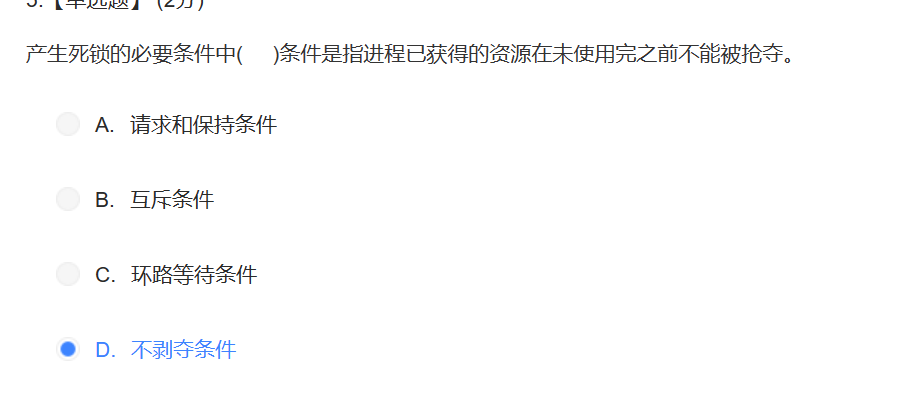 5.【单选题】 (2分)
产生死锁的必要条件中( )条件是指进程已获得的资源在未使用完之前不能被抢夺。
A. 请求和保持条件
B. 互斥条件
C. 环路等待条件
D. 不剥夺条件